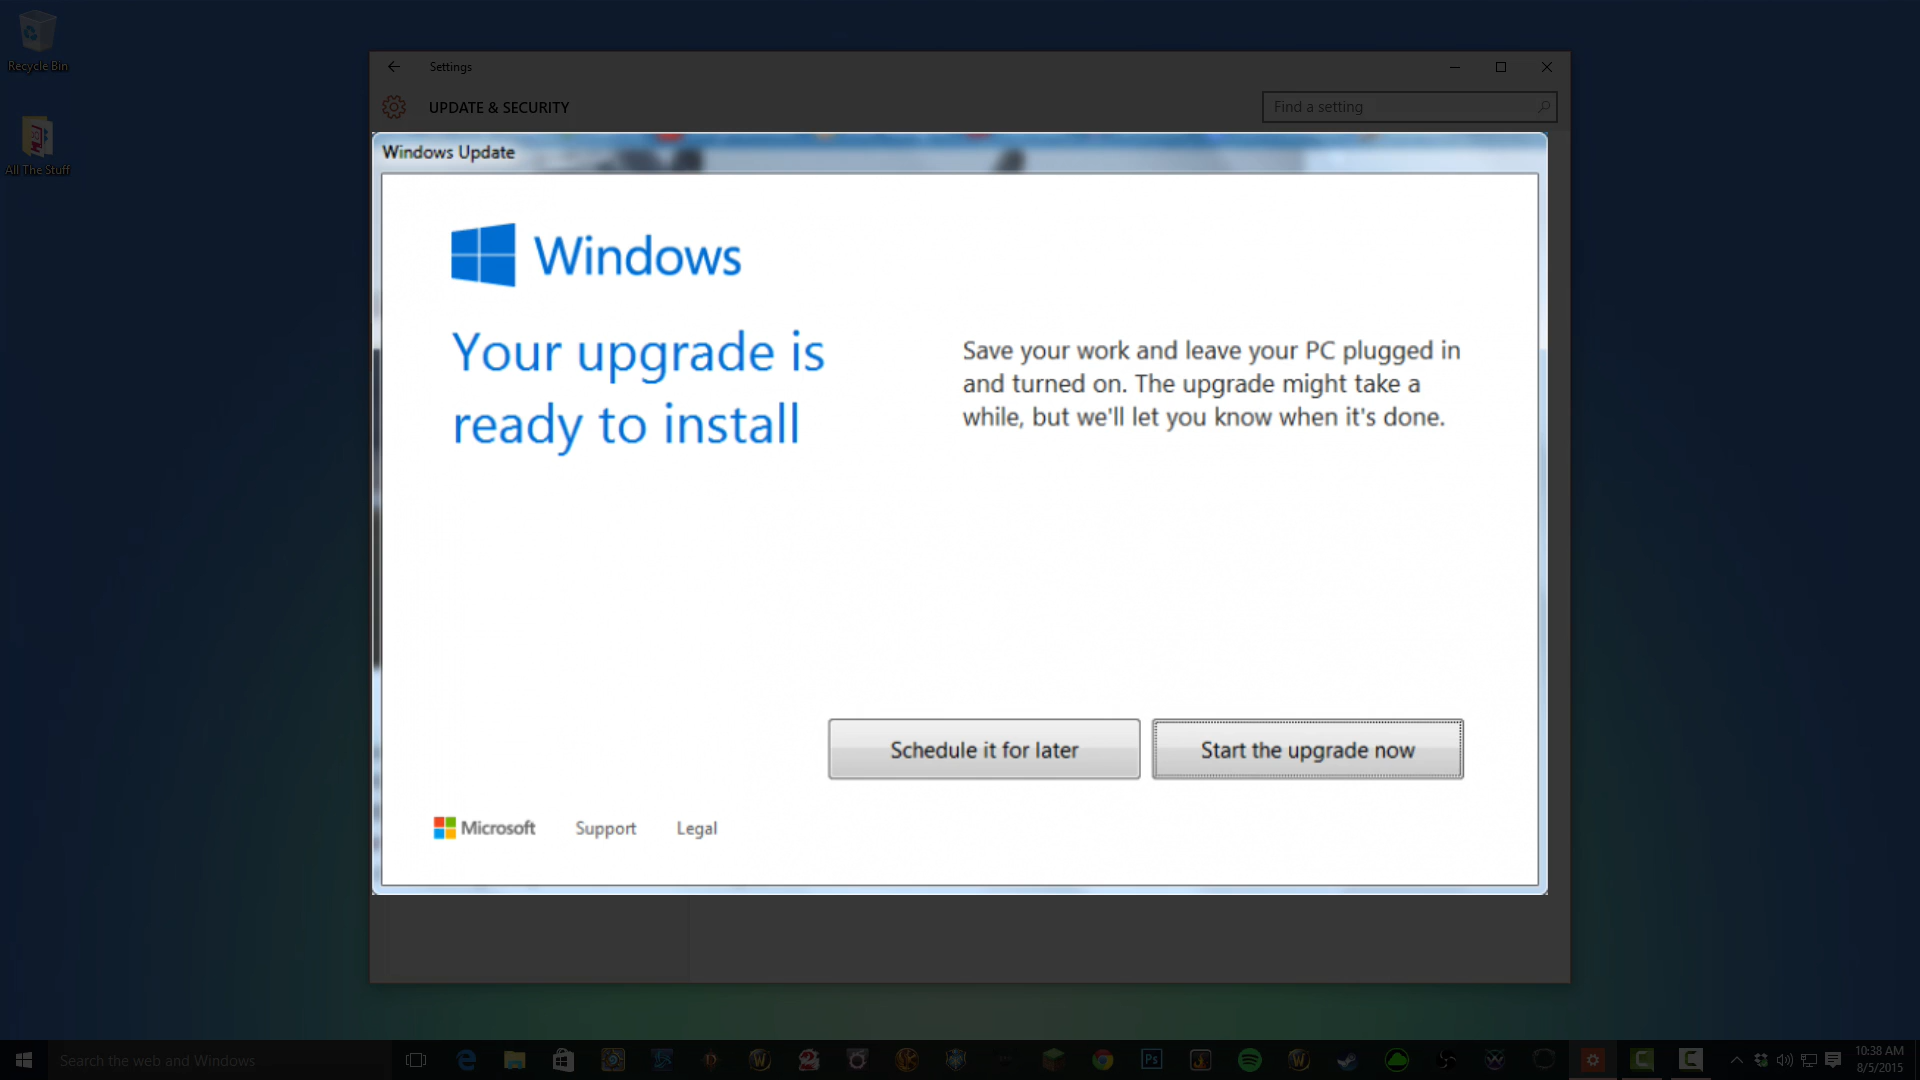 Recycle Bin
All The Stuff
Settings
UPDATE & SECURITY
Find a setting
Windows Update
Windows
Your upgrade is
ready to install
Save your work and leave your PC plugged in
and turned on. The upgrade might take a
while, but we'll let you know when it's done.
Schedule it for later
Start the upgrade now
Microsoft
Support
Legal
Search the web and Windows
10:38 AM
8/5/2015